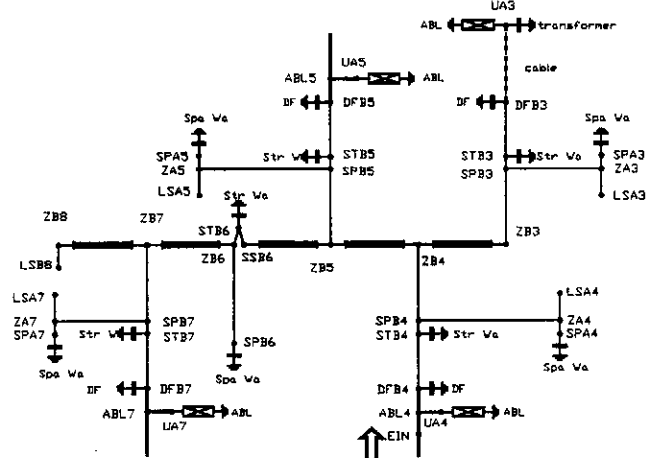 UA3
ABL transformer
UA5
cable
ABL5 ABL
DF DFB5 DF DFB3
Spa Wa Spa Wa
SPA5 Str W STB5 STB3 Str Wa SPA3
ZA5 SPB5 SPB3 ZA3
LSA5 Str Wa LSA3
ZB8 ZB7 STB6 ZB3
ZB6 SSB6 ZB5 ZB4
LSB8
LSA7 LSA4
ZA7 SPB7 SPB4 ZA4
SPA7 Str W STB7 SPB6 STB4 Str Wa SPA4
Spa Wa Spa Wa Spa Wa
DF DFB7 DFB4 DF
ABL7 ABL ABL4 ABL
UA7 UA4
EIN